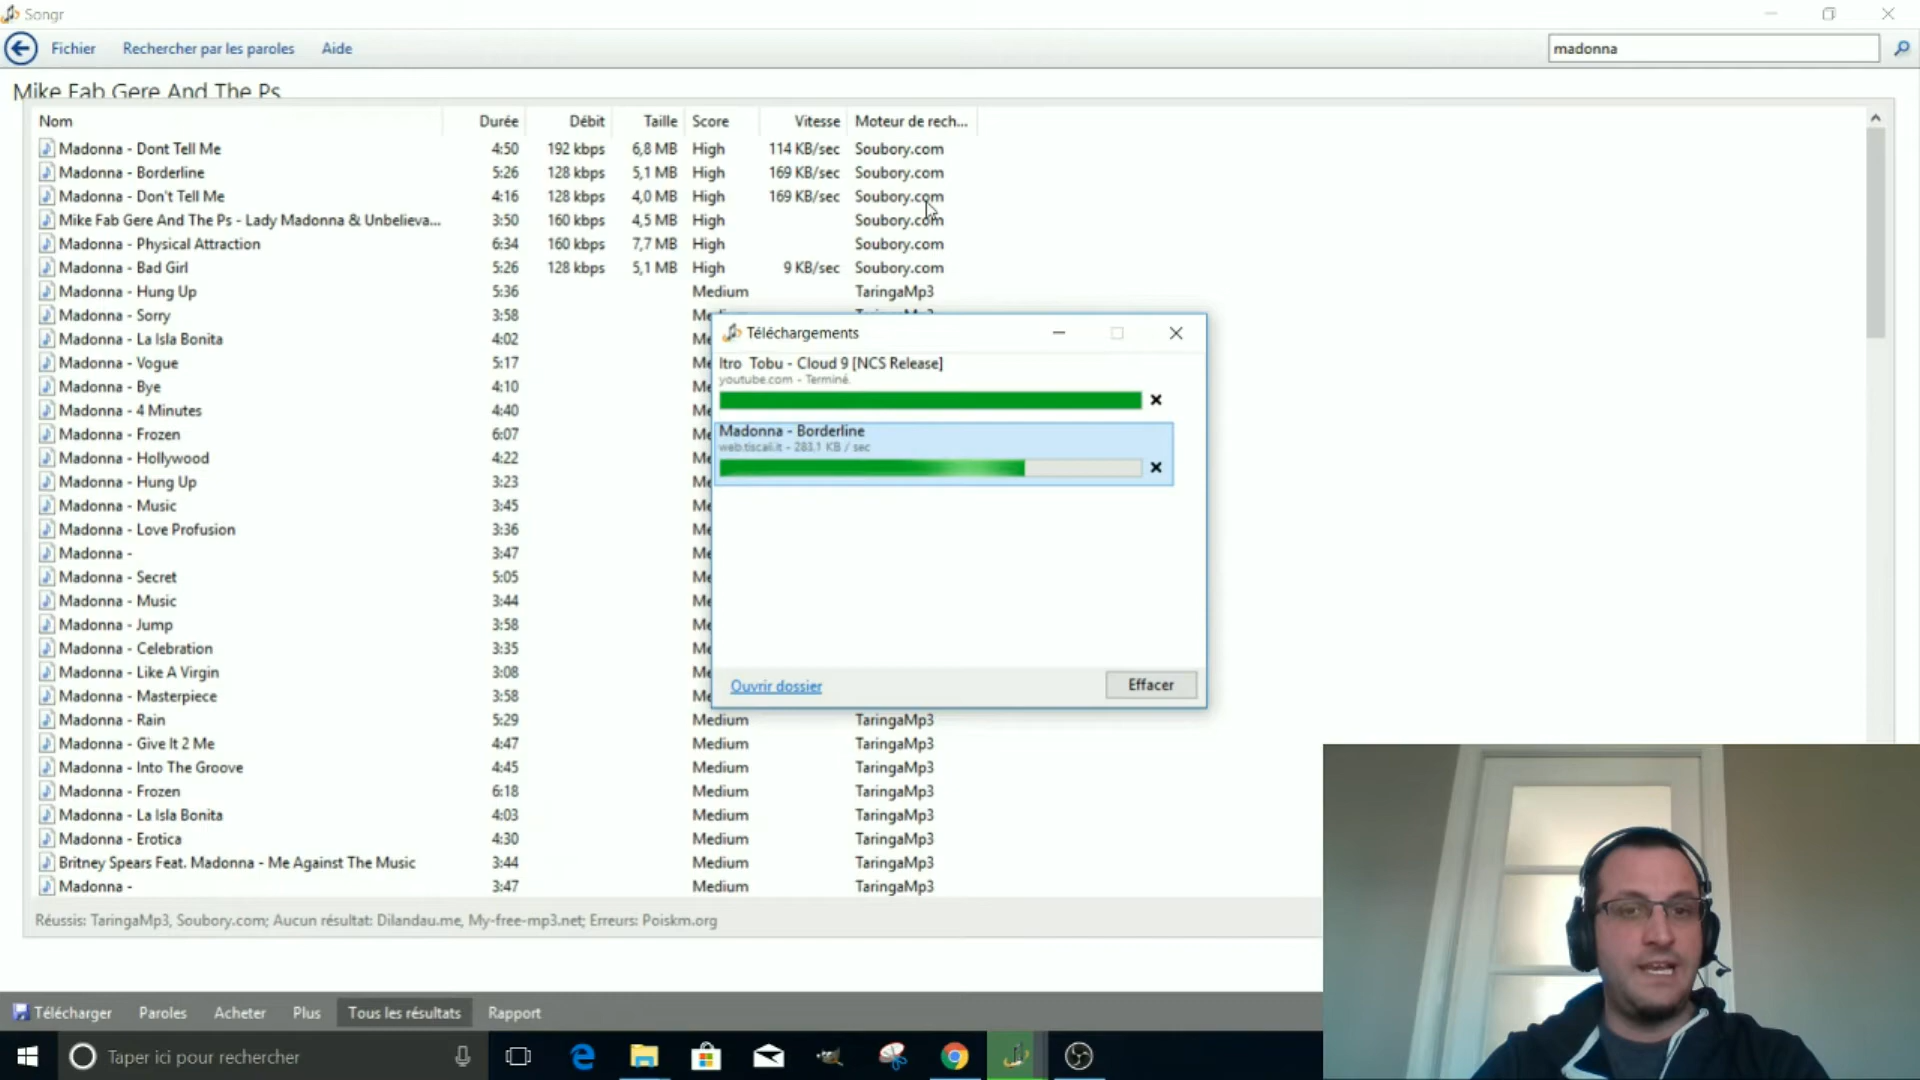 Songr
Fichier Rechercher par les paroles Aide madonna
Mike Fab Gere And The Ps
Nom Durée Débit Taille Score Vitesse Moteur de rech...
Madonna - Dont Tell Me 4:50 192 kbps 6,8 MB High 114 KB/sec Soubory.com
Madonna - Borderline 5:26 128 kbps 5,1 MB High 169 KB/sec Soubory.com
Madonna - Don't Tell Me 4:16 128 kbps 4,0 MB High 169 KB/sec Soubory.com
Mike Fab Gere And The Ps - Lady Madonna & Unbelieva... 3:50 160 kbps 4,5 MB High Soubory.com
Madonna - Physical Attraction 6:34 160 kbps 7,7 MB High Soubory.com
Madonna - Bad Girl 5:26 128 kbps 5,1 MB High 9 KB/sec Soubory.com
Madonna - Hung Up 5:36 Medium TaringaMp3
Madonna - Sorry 3:58
Madonna - La Isla Bonita 4:02
Madonna - Vogue 5:17
Madonna - Bye 4:10
Madonna - 4 Minutes 4:40
Madonna - Frozen 6:07
Madonna - Hollywood 4:22
Madonna - Hung Up 3:23
Madonna - Music 3:45
Madonna - Love Profusion 3:36
Madonna - 3:47
Madonna - Secret 5:05
Madonna - Music 3:44
Madonna - Jump 3:58
Madonna - Celebration 3:35
Madonna - Like A Virgin 3:08
Madonna - Masterpiece 3:58
Madonna - Rain 5:29 Medium TaringaMp3
Madonna - Give It 2 Me 4:47 Medium TaringaMp3
Madonna - Into The Groove 4:45 Medium TaringaMp3
Madonna - Frozen 6:18 Medium TaringaMp3
Madonna - La Isla Bonita 4:03 Medium TaringaMp3
Madonna - Erotica 4:30 Medium TaringaMp3
Britney Spears Feat. Madonna - Me Against The Music 3:44 Medium TaringaMp3
Madonna - 3:47 Medium TaringaMp3
Téléchargements
Itro Tobu - Cloud 9 [NCS Release]
youtube.com - Terminé.
Madonna - Borderline
web.tiscali.it - 283,1 KB / sec
Ouvrir dossier Effacer
Réussis: TaringaMp3, Soubory.com; Aucun résultat: Dilandau.me, My-free-mp3.net; Erreurs: Poiskm.org
Télécharger Paroles Acheter Plus Tous les résultats Rapport
Taper ici pour rechercher